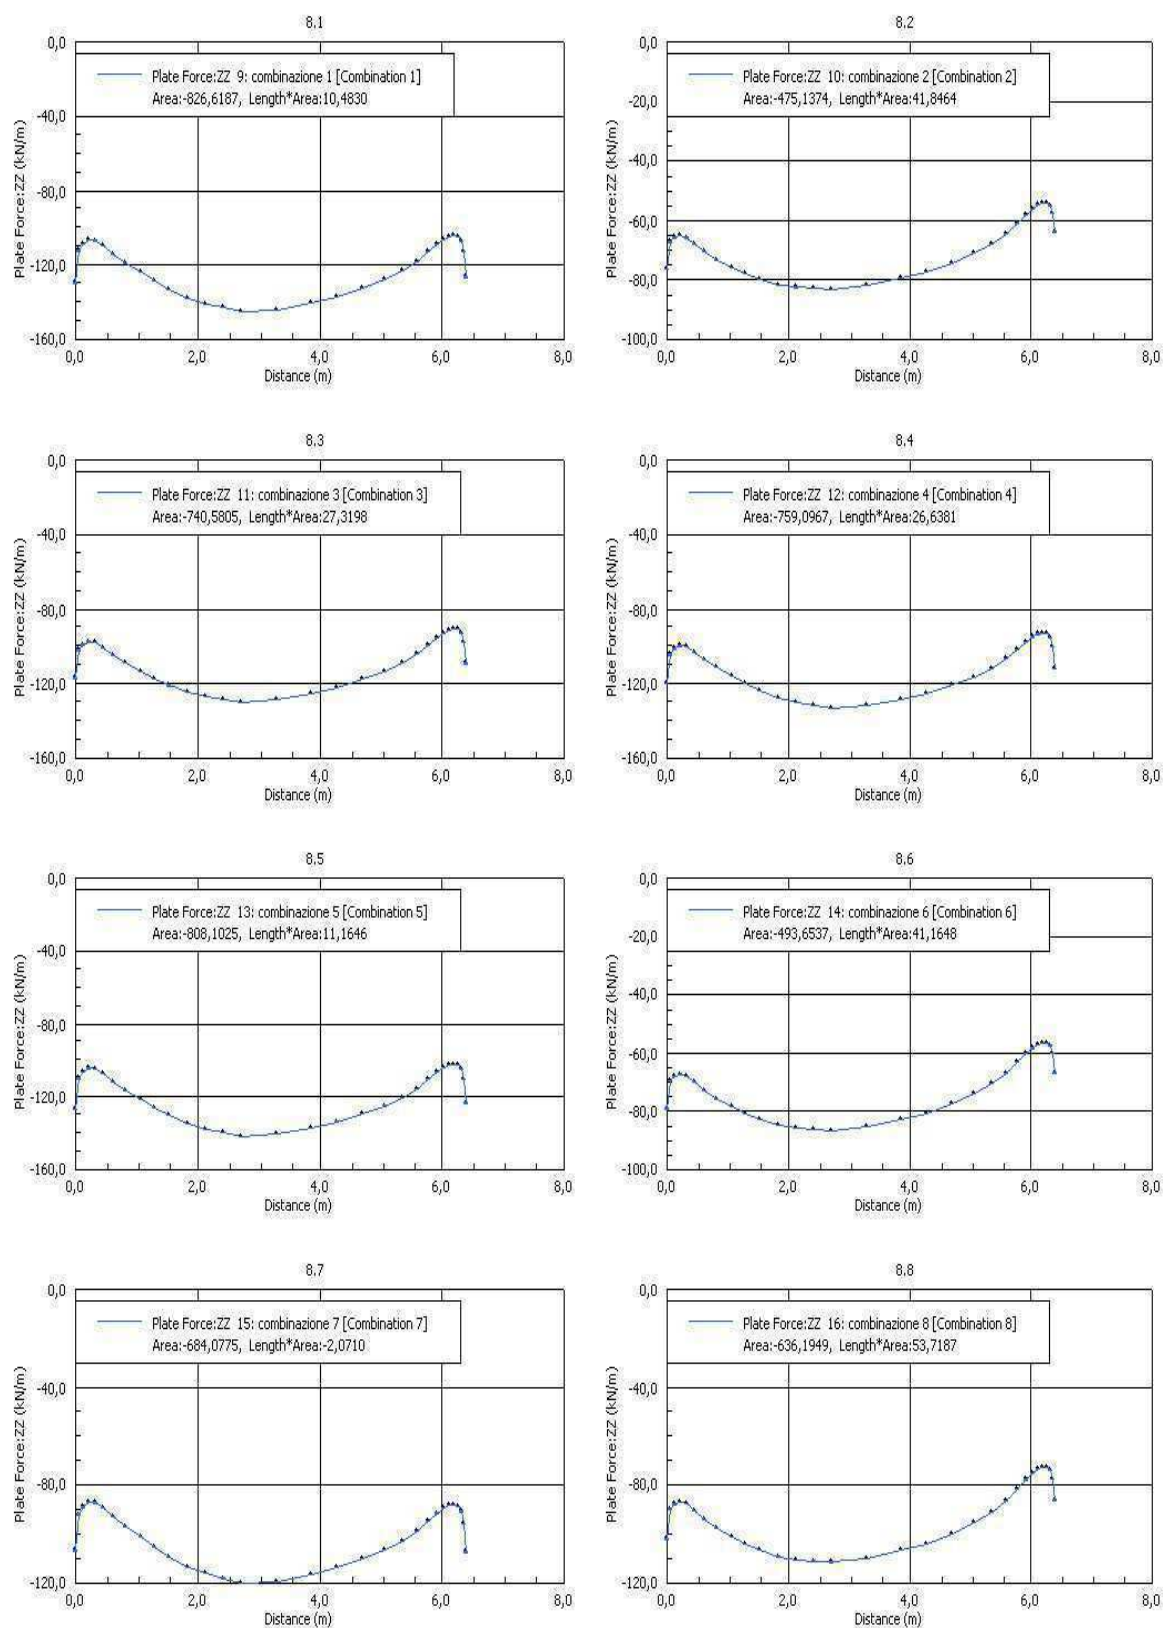 8.1
0,0
Plate Force:ZZ 9: combinazione 1 [Combination 1]
Area:-826,6187, Length*Area:10,4830
-40,0
-80,0
-120,0
-160,0
Plate Force:ZZ (kN/m)
0,0 2,0 4,0 6,0 8,0
Distance (m)
8.2
0,0
Plate Force:ZZ 10: combinazione 2 [Combination 2]
Area:-475,1374, Length*Area:41,8464
-20,0
-40,0
-60,0
-80,0
-100,0
Plate Force:ZZ (kN/m)
0,0 2,0 4,0 6,0 8,0
Distance (m)
8.3
0,0
Plate Force:ZZ 11: combinazione 3 [Combination 3]
Area:-740,5805, Length*Area:27,3198
-40,0
-80,0
-120,0
-160,0
Plate Force:ZZ (kN/m)
0,0 2,0 4,0 6,0 8,0
Distance (m)
8.4
0,0
Plate Force:ZZ 12: combinazione 4 [Combination 4]
Area:-759,0967, Length*Area:26,6381
-40,0
-80,0
-120,0
-160,0
Plate Force:ZZ (kN/m)
0,0 2,0 4,0 6,0 8,0
Distance (m)
8.5
0,0
Plate Force:ZZ 13: combinazione 5 [Combination 5]
Area:-808,1025, Length*Area:11,1646
-40,0
-80,0
-120,0
-160,0
Plate Force:ZZ (kN/m)
0,0 2,0 4,0 6,0 8,0
Distance (m)
8.6
0,0
Plate Force:ZZ 14: combinazione 6 [Combination 6]
Area:-493,6537, Length*Area:41,1648
-20,0
-40,0
-60,0
-80,0
-100,0
Plate Force:ZZ (kN/m)
0,0 2,0 4,0 6,0 8,0
Distance (m)
8.7
0,0
Plate Force:ZZ 15: combinazione 7 [Combination 7]
Area:-684,0775, Length*Area:-2,0710
-40,0
-80,0
-120,0
Plate Force:ZZ (kN/m)
0,0 2,0 4,0 6,0 8,0
Distance (m)
8.8
0,0
Plate Force:ZZ 16: combinazione 8 [Combination 8]
Area:-636,1949, Length*Area:53,7187
-40,0
-80,0
-120,0
Plate Force:ZZ (kN/m)
0,0 2,0 4,0 6,0 8,0
Distance (m)